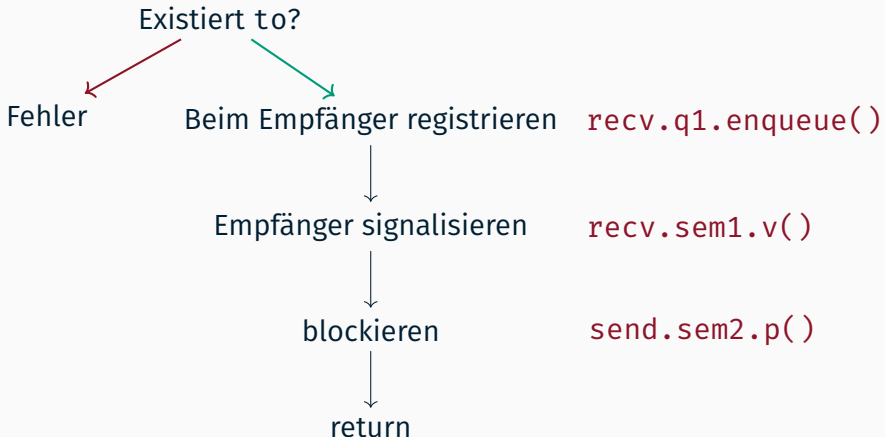 Existiert to?
Fehler
Beim Empfänger registrieren recv.q1.enqueue()
Empfänger signalisieren recv.sem1.v()
blockieren send.sem2.p()
return